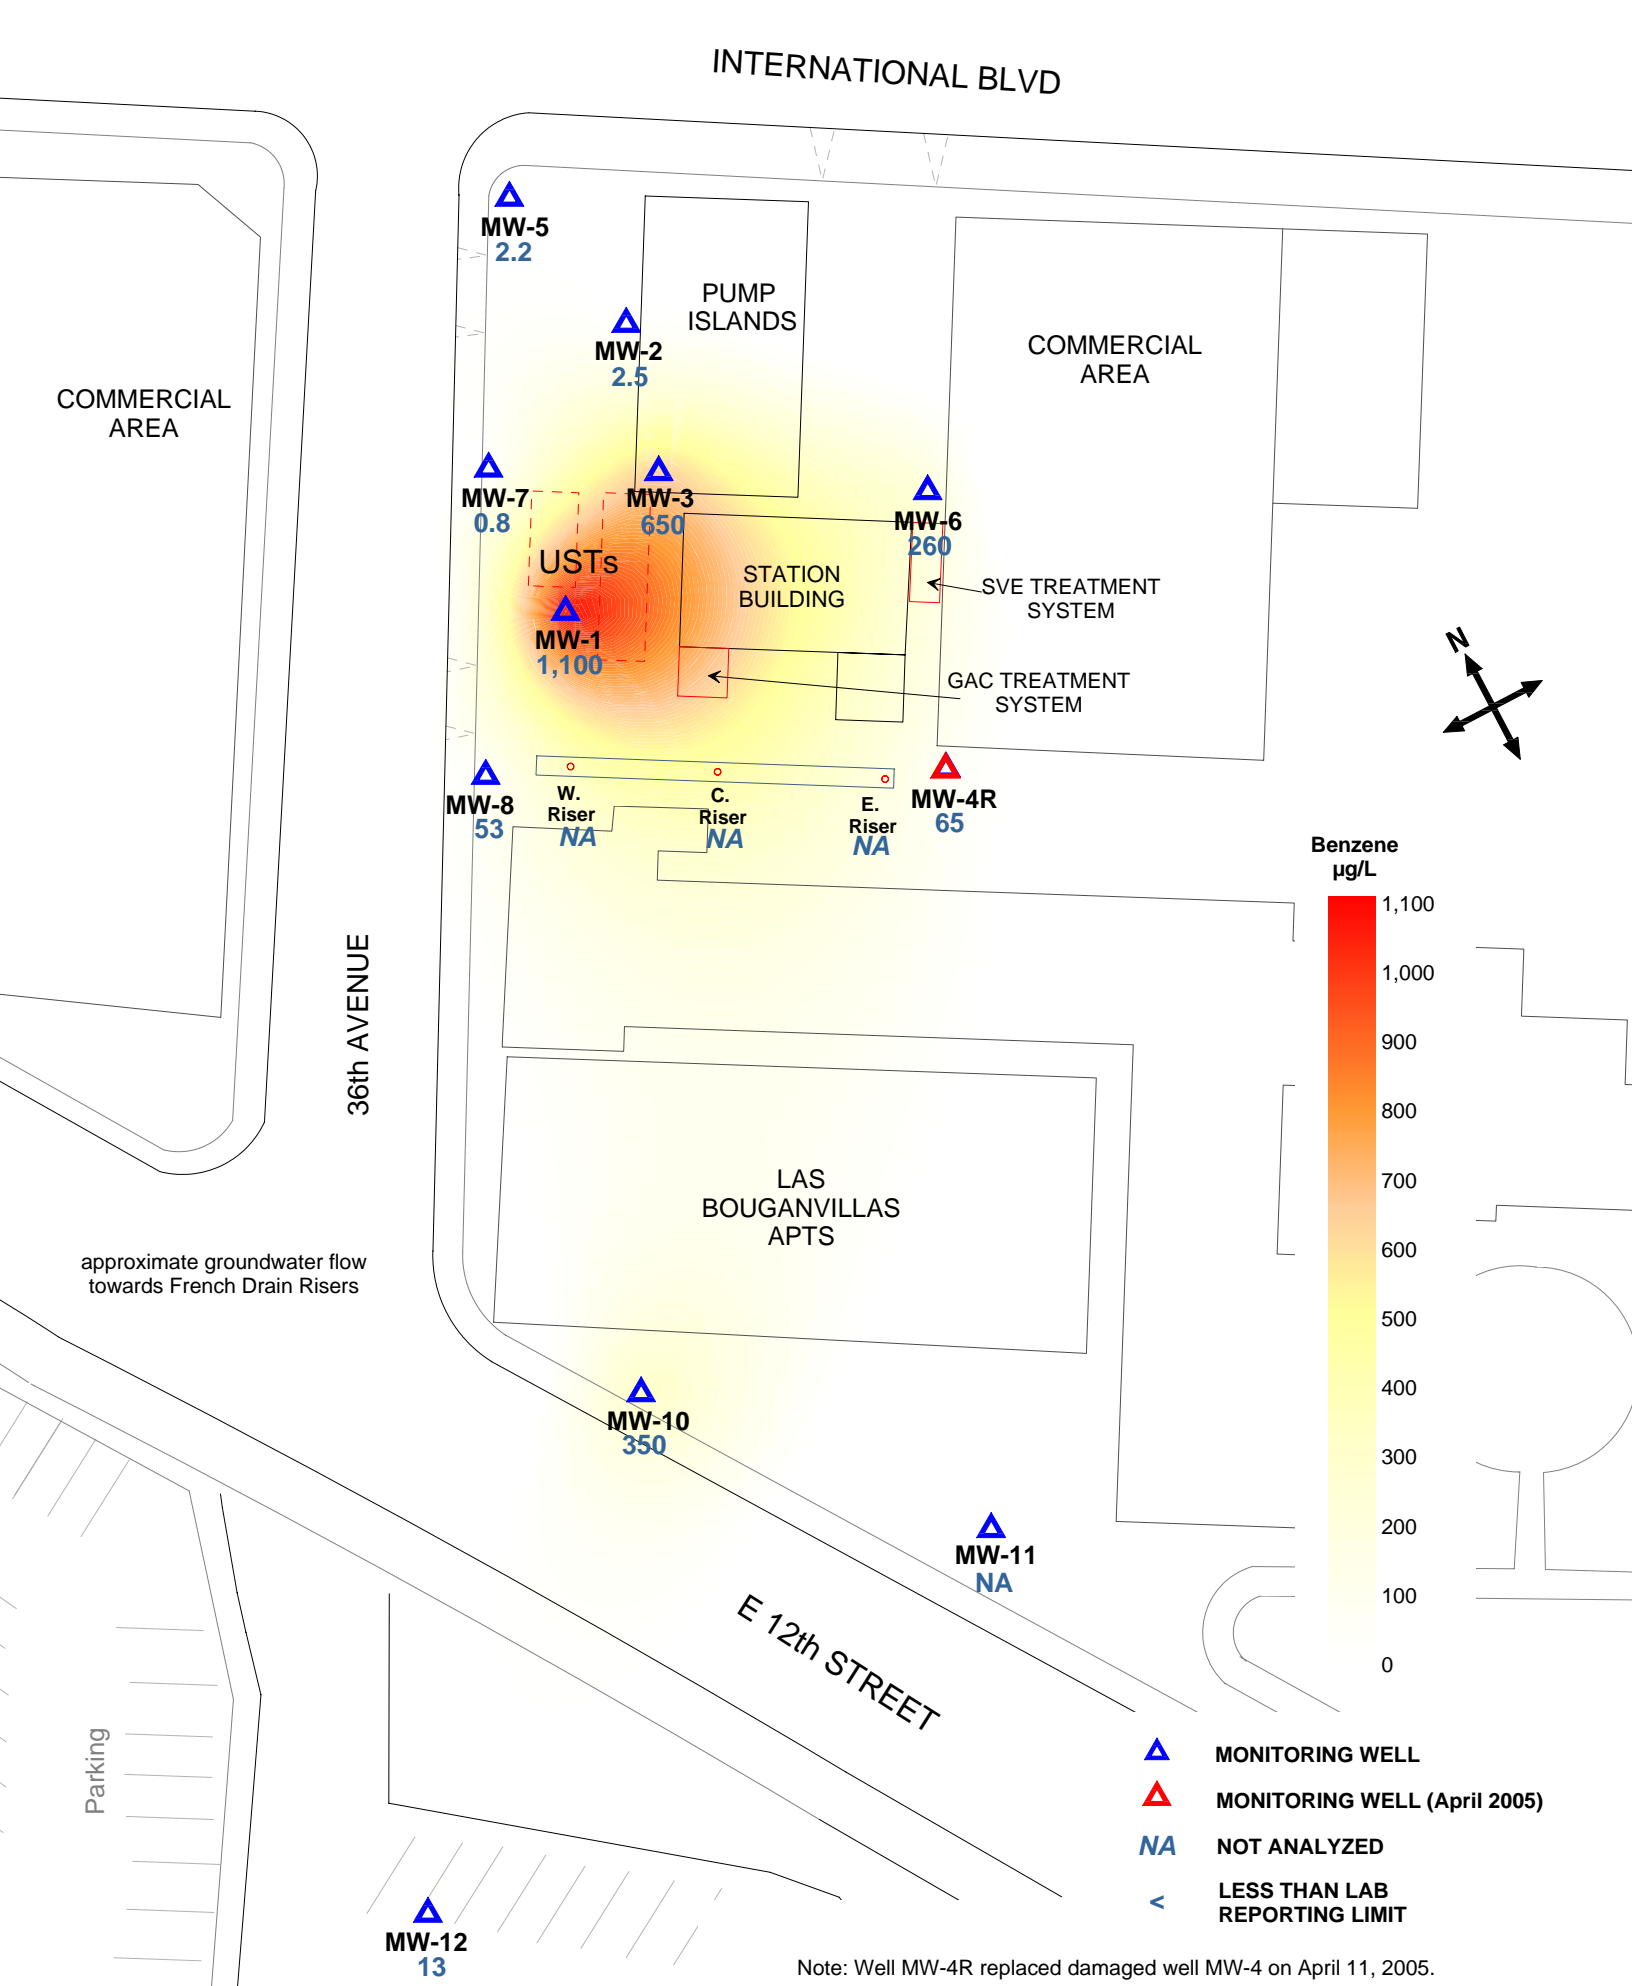 INTERNATIONAL BLVD
MW-5
2.2
PUMP
ISLANDS
MW-2
2.5
COMMERCIAL
AREA
COMMERCIAL
AREA
MW-7
0.8
MW-3
650
MW-6
260
USTs
STATION
BUILDING
SVE TREATMENT
SYSTEM
MW-1
1,100
GAC TREATMENT
SYSTEM
N
MW-8
53
W.
Riser
NA
C.
Riser
NA
E.
Riser
NA
MW-4R
65
Benzene
µg/L
1,100
1,000
900
800
700
600
500
400
300
200
100
0
36th AVENUE
LAS
BOUGANVILLAS
APTS
approximate groundwater flow
towards French Drain Risers
MW-10
350
MW-11
NA
E 12th STREET
Parking
MW-12
13
MONITORING WELL
MONITORING WELL (April 2005)
NA NOT ANALYZED
< LESS THAN LAB
REPORTING LIMIT
Note: Well MW-4R replaced damaged well MW-4 on April 11, 2005.